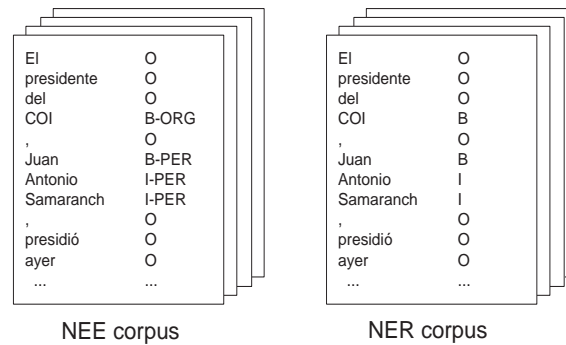 El O
presidente O
del O
COI B-ORG
, O
Juan B-PER
Antonio I-PER
Samaranch I-PER
, O
presidió O
ayer O
... ...
NEE corpus
El O
presidente O
del O
COI B
, O
Juan B
Antonio I
Samaranch I
, O
presidió O
ayer O
... ...
NER corpus